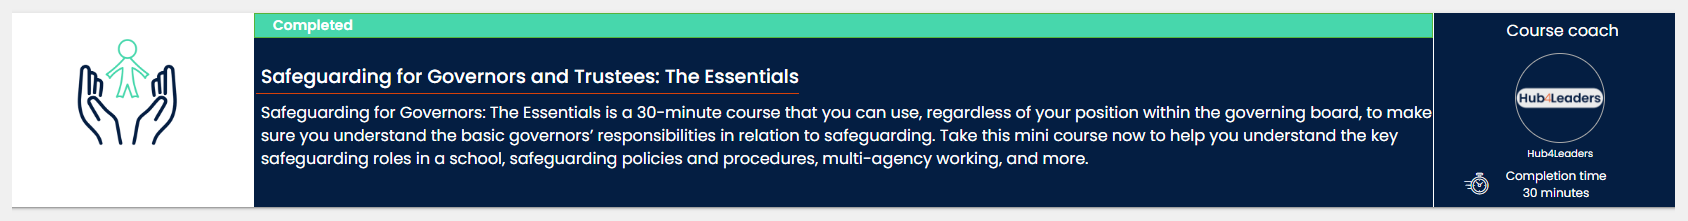 Completed
Safeguarding for Governors and Trustees: The Essentials
Safeguarding for Governors: The Essentials is a 30-minute course that you can use, regardless of your position within the governing board, to make
sure you understand the basic governors’ responsibilities in relation to safeguarding. Take this mini course now to help you understand the key
safeguarding roles in a school, safeguarding policies and procedures, multi-agency working, and more.
Course coach
Hub4Leaders
Hub4Leaders
Completion time
30 minutes